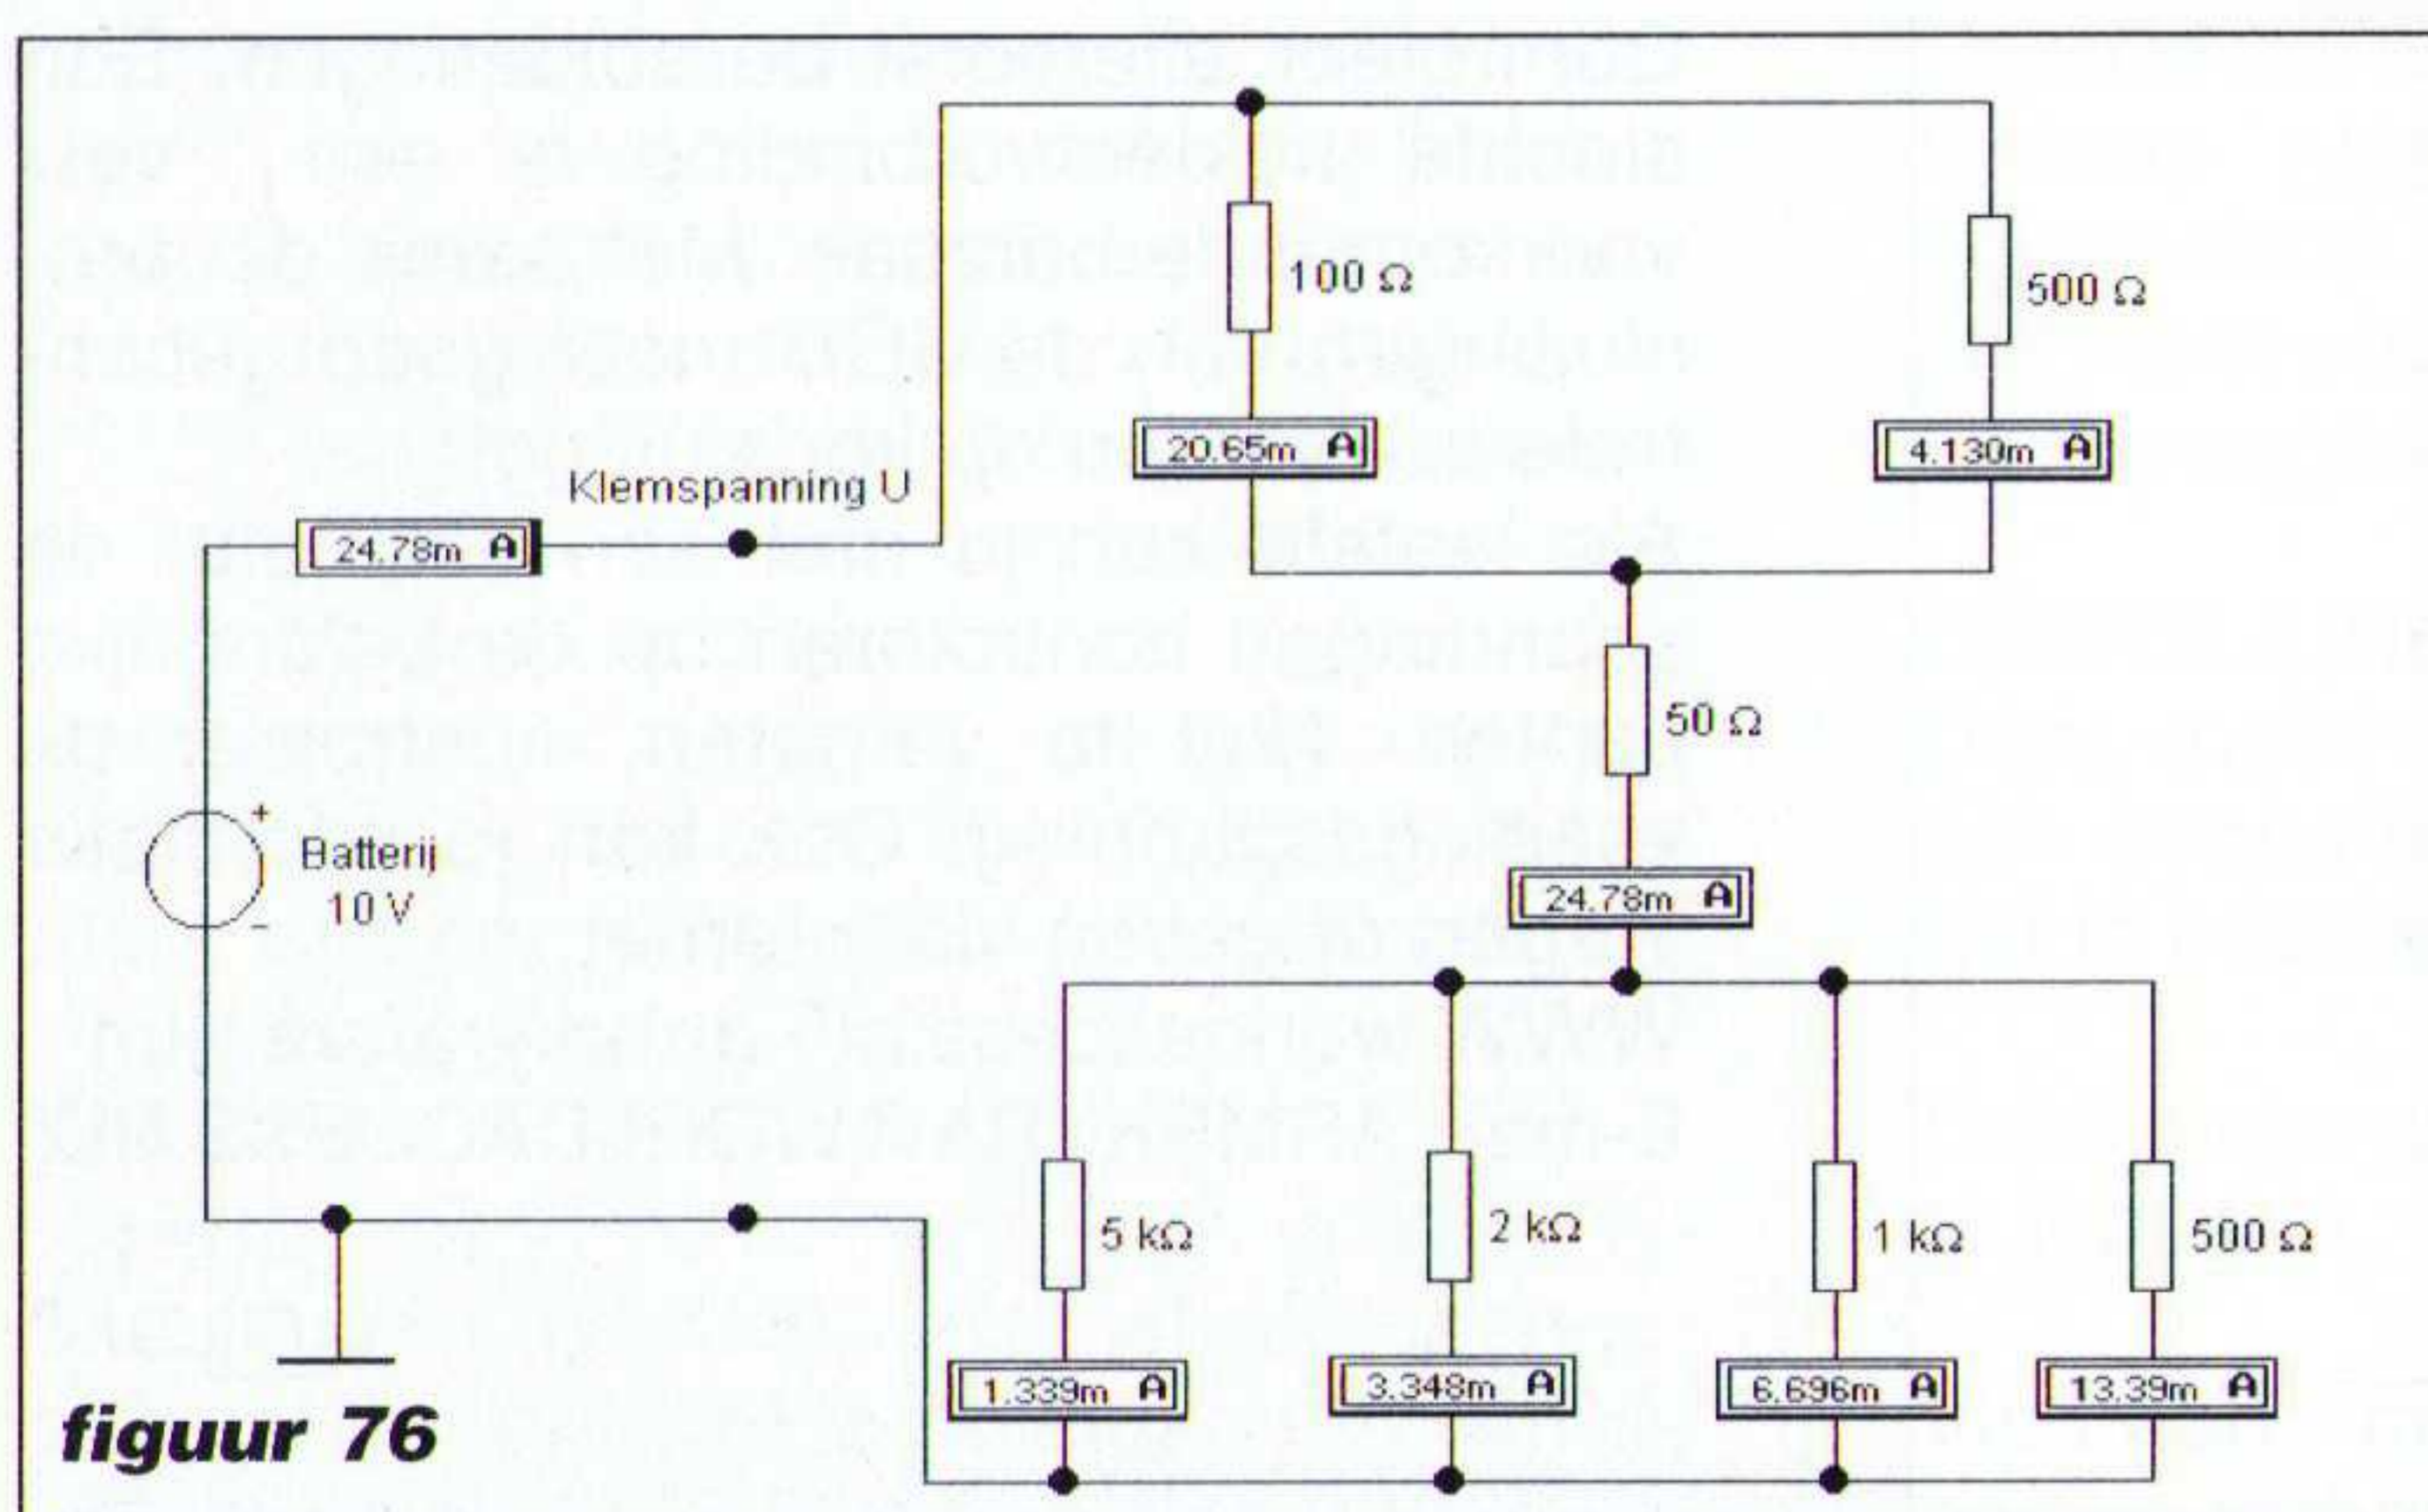 100 Ω
500 Ω
20.65m A
4.130m A
Klemspanning U
24.78m A
50 Ω
Batterij
10 V
+
-
24.78m A
5 kΩ
2 kΩ
1 kΩ
500 Ω
1.339m A
3.348m A
6.696m A
13.39m A
figuur 76